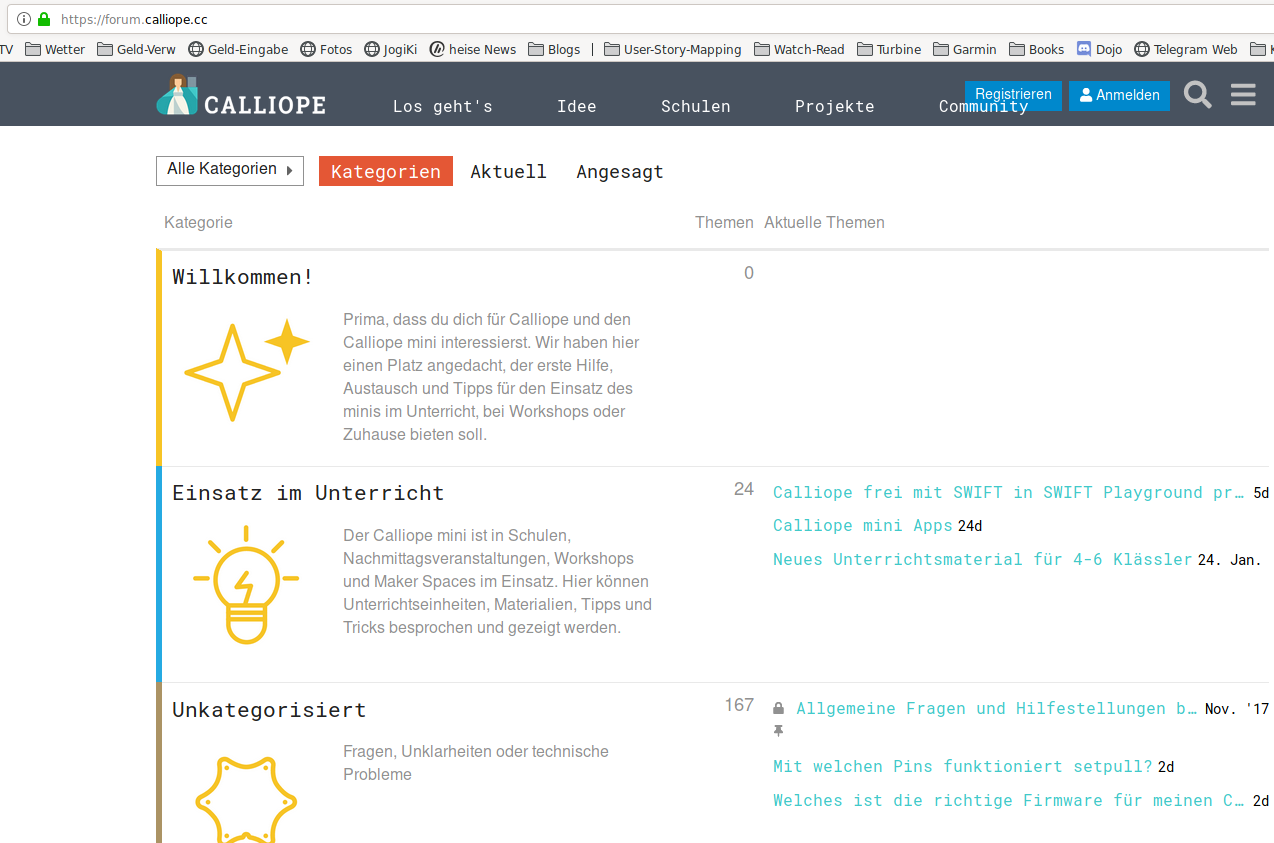 https://forum.calliope.cc
TV Wetter Geld-Verw Geld-Eingabe Fotos JogiKi heise News Blogs | User-Story-Mapping Watch-Read Turbine Garmin Books Dojo Telegram Web
CALLIOPE Los geht's Idee Schulen Projekte Community Registrieren Anmelden
Alle Kategorien Kategorien Aktuell Angesagt
Kategorie Themen Aktuelle Themen
Willkommen! 0
Prima, dass du dich für Calliope und den
Calliope mini interessierst. Wir haben hier
einen Platz angedacht, der erste Hilfe,
Austausch und Tipps für den Einsatz des
minis im Unterricht, bei Workshops oder
Zuhause bieten soll.
Einsatz im Unterricht 24
Der Calliope mini ist in Schulen,
Nachmittagsveranstaltungen, Workshops
und Maker Spaces im Einsatz. Hier können
Unterrichtseinheiten, Materialien, Tipps und
Tricks besprochen und gezeigt werden.
Calliope frei mit SWIFT in SWIFT Playground pr… 5d
Calliope mini Apps 24d
Neues Unterrichtsmaterial für 4-6 Klässler 24. Jan.
Unkategorisiert 167
Fragen, Unklarheiten oder technische
Probleme
Allgemeine Fragen und Hilfestellungen b… Nov. '17
Mit welchen Pins funktioniert setpull? 2d
Welches ist die richtige Firmware für meinen C… 2d